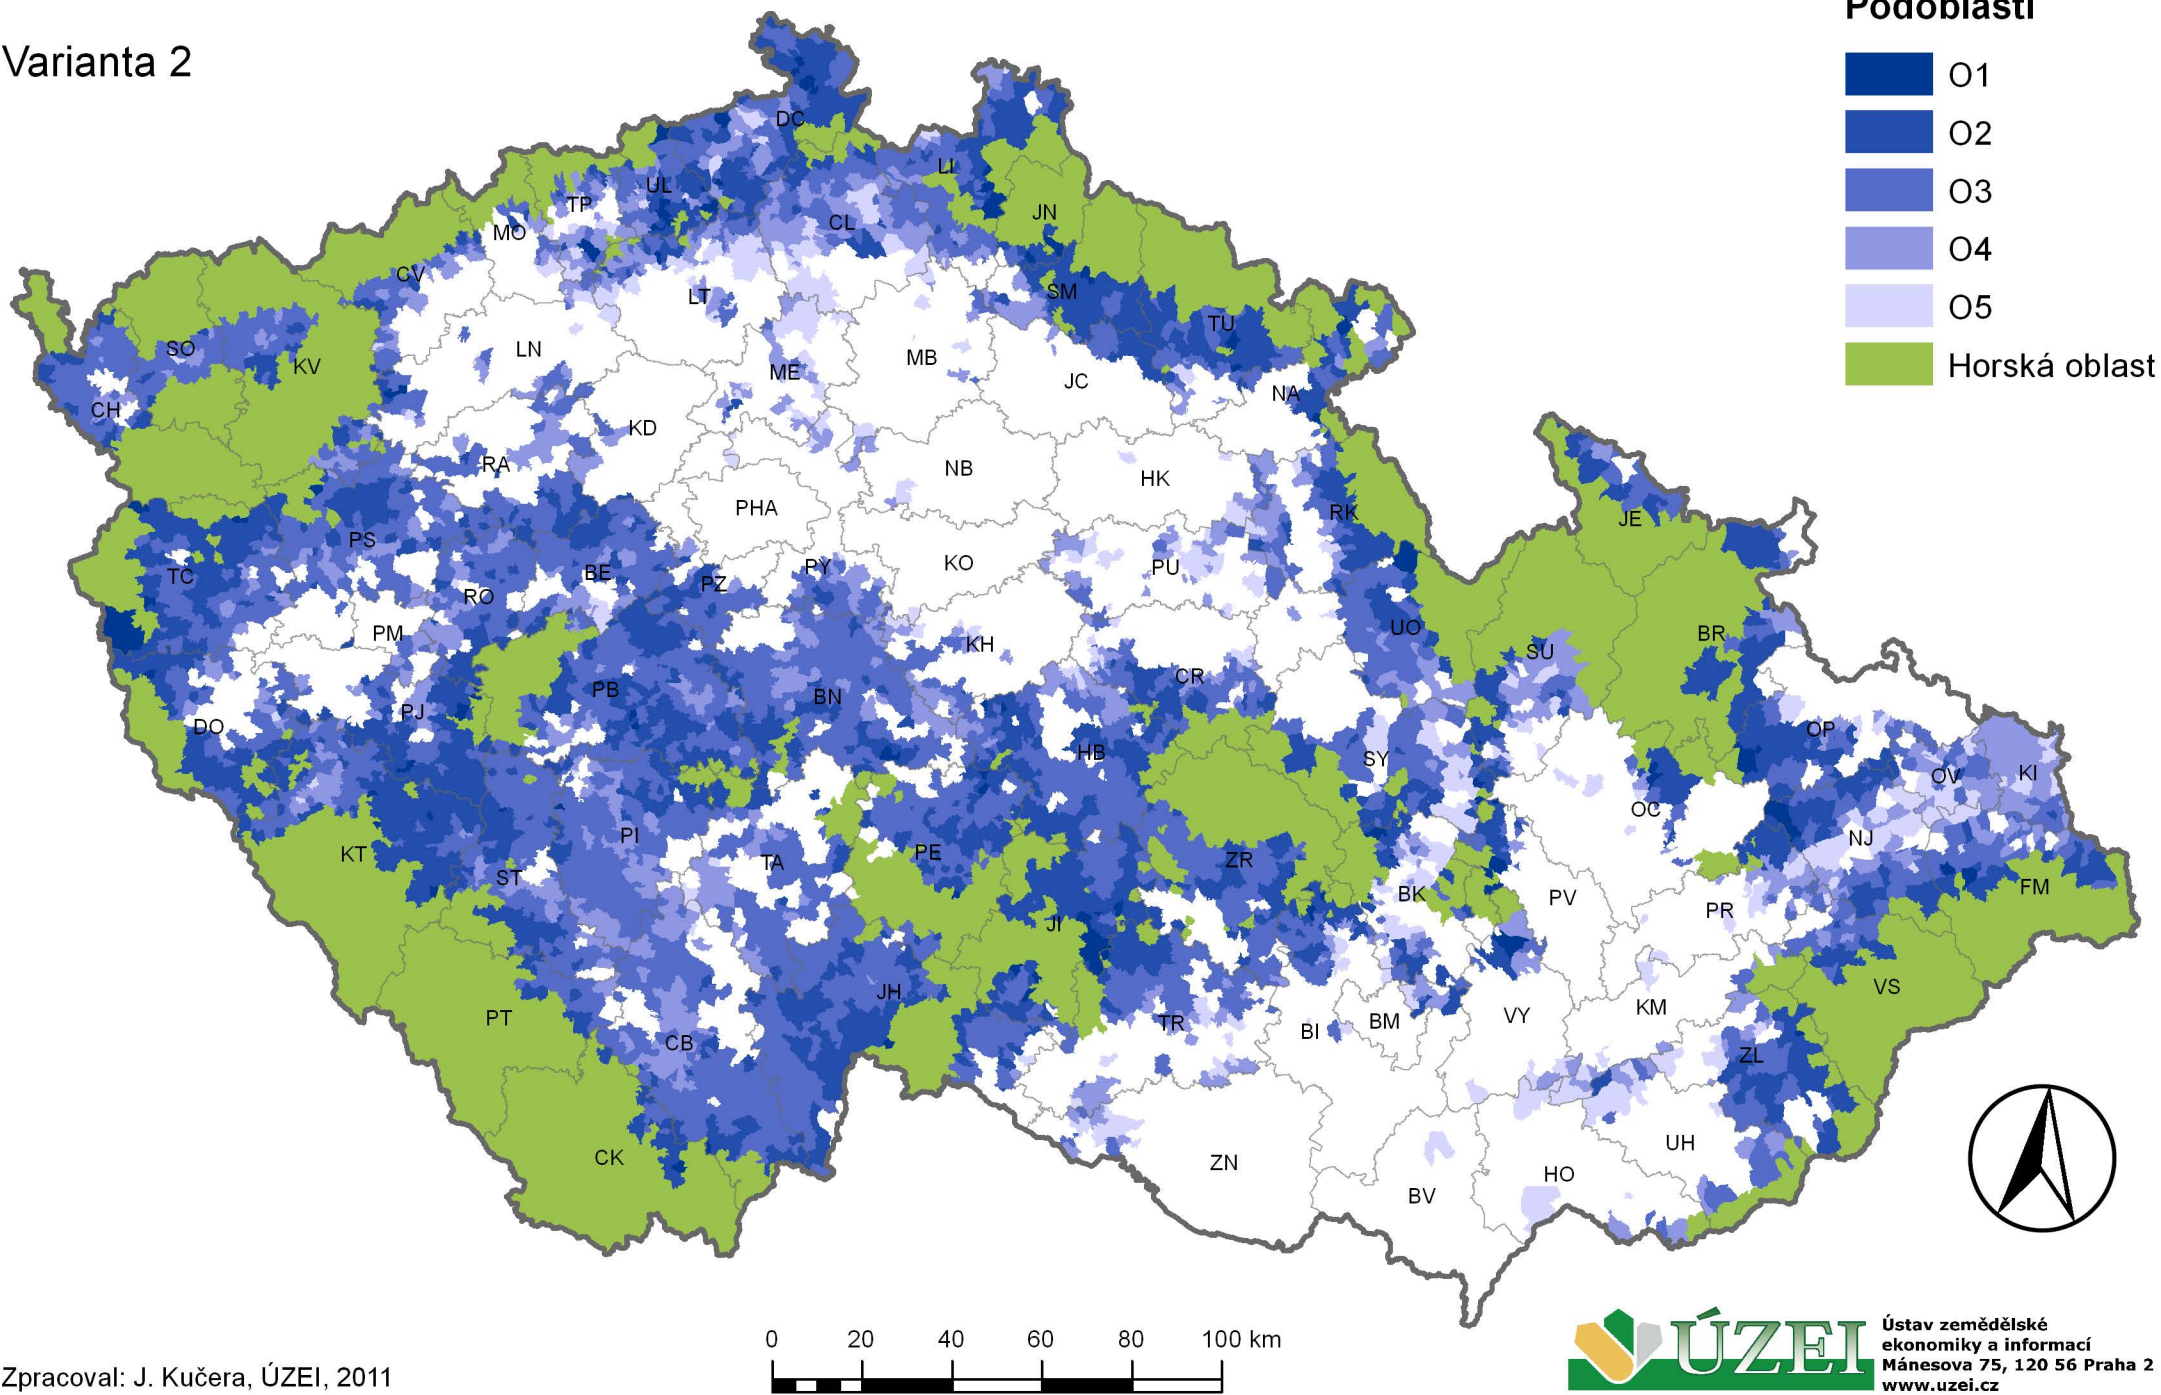 Podoblasti
Varianta 2
O1
O2
O3
O4
O5
Horská oblast
DC
LI
UL
TP
JN
CL
MO
CV
LT
SM
TU
SO
LN
KV
ME
MB
JC
NA
CH
KD
RA
NB
HK
PHA
RK
JE
PS
TC
BE
PZ
PY
KO
PU
RO
PM
KH
UO
BR
SU
PB
BN
CR
PJ
DO
HB
SY
OP
OV
KI
OC
PI
NJ
KT
ST
TA
PE
ZR
BK
PV
PR
FM
JI
JH
VS
PT
CB
TR
BI
BM
VY
KM
ZL
CK
ZN
BV
HO
UH
0 20 40 60 80 100 km
Zpracoval: J. Kučera, ÚZEI, 2011
ÚZEI
Ústav zemědělské
ekonomiky a informací
Mánesova 75, 120 56 Praha 2
www.uzei.cz